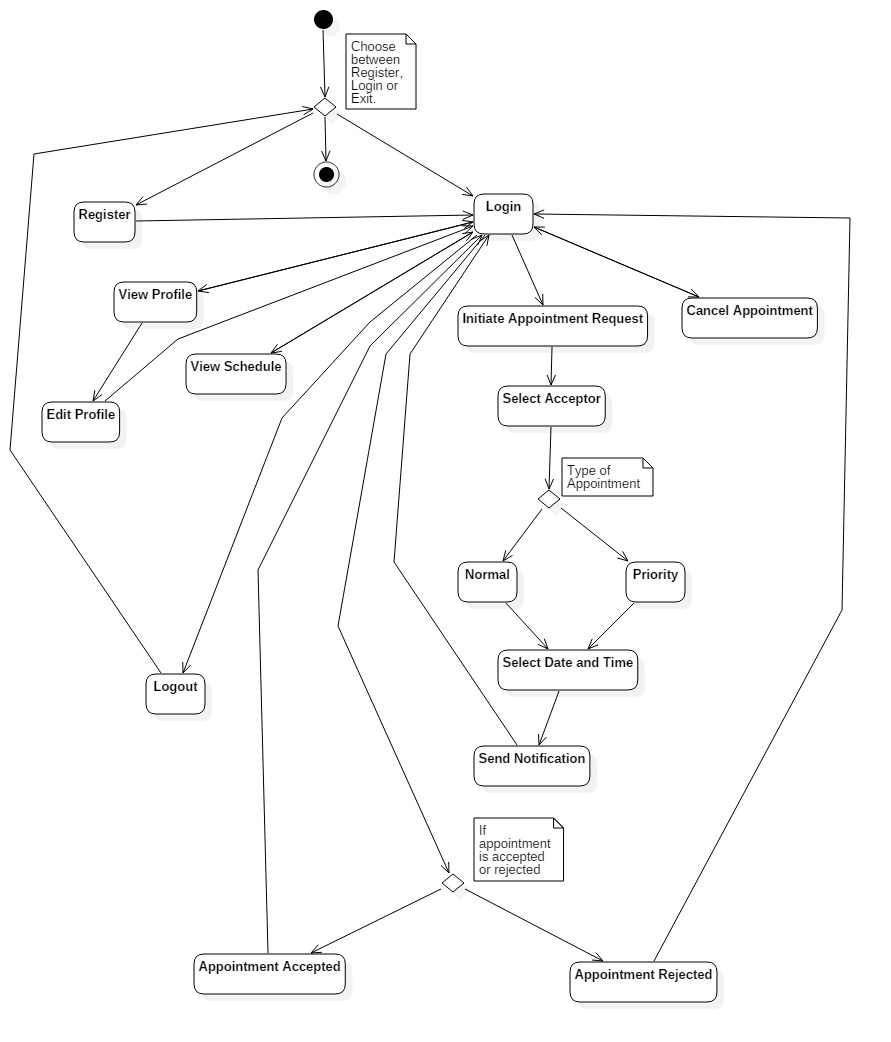 Choose
between
Register,
Login or
Exit.
Login
Register
View Profile
Cancel Appointment
Initiate Appointment Request
View Schedule
Select Acceptor
Edit Profile
Type of
Appointment
Normal
Priority
Select Date and Time
Logout
Send Notification
If
appointment
is accepted
or rejected
Appointment Accepted
Appointment Rejected